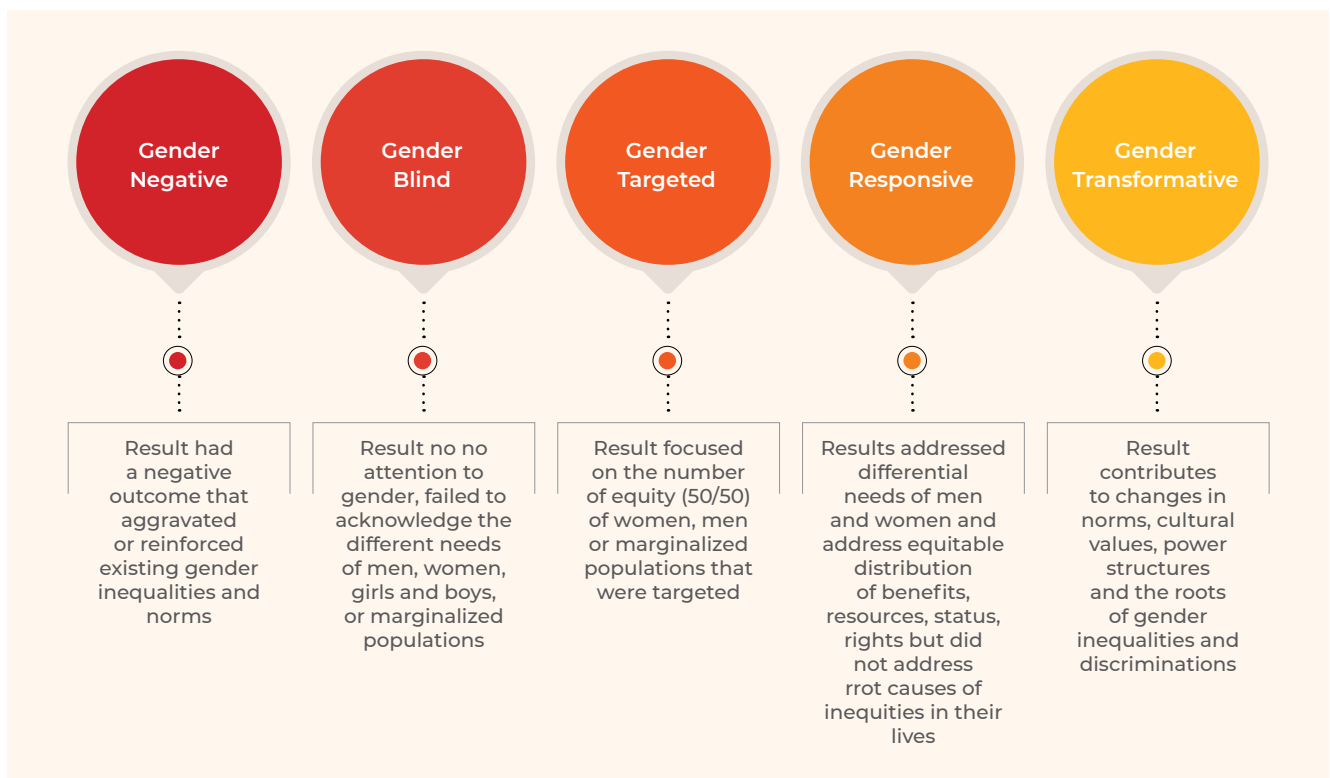 Gender
Negative
Gender
Blind
Gender
Targeted
Gender
Responsive
Gender
Transformative
Result had
a negative
outcome that
aggravated
or reinforced
existing gender
inequalities and
norms
Result no no
attention to
gender, failed to
acknowledge the
different needs
of men, women,
girls and boys,
or marginalized
populations
Result focused
on the number
of equity (50/50)
of women, men
or marginalized
populations that
were targeted
Results addressed
differential
needs of men
and women and
address equitable
distribution
of benefits,
resources, status,
rights but did
not address
rrot causes of
inequities in their
lives
Result
contributes
to changes in
norms, cultural
values, power
structures
and the roots
of gender
inequalities and
discriminations